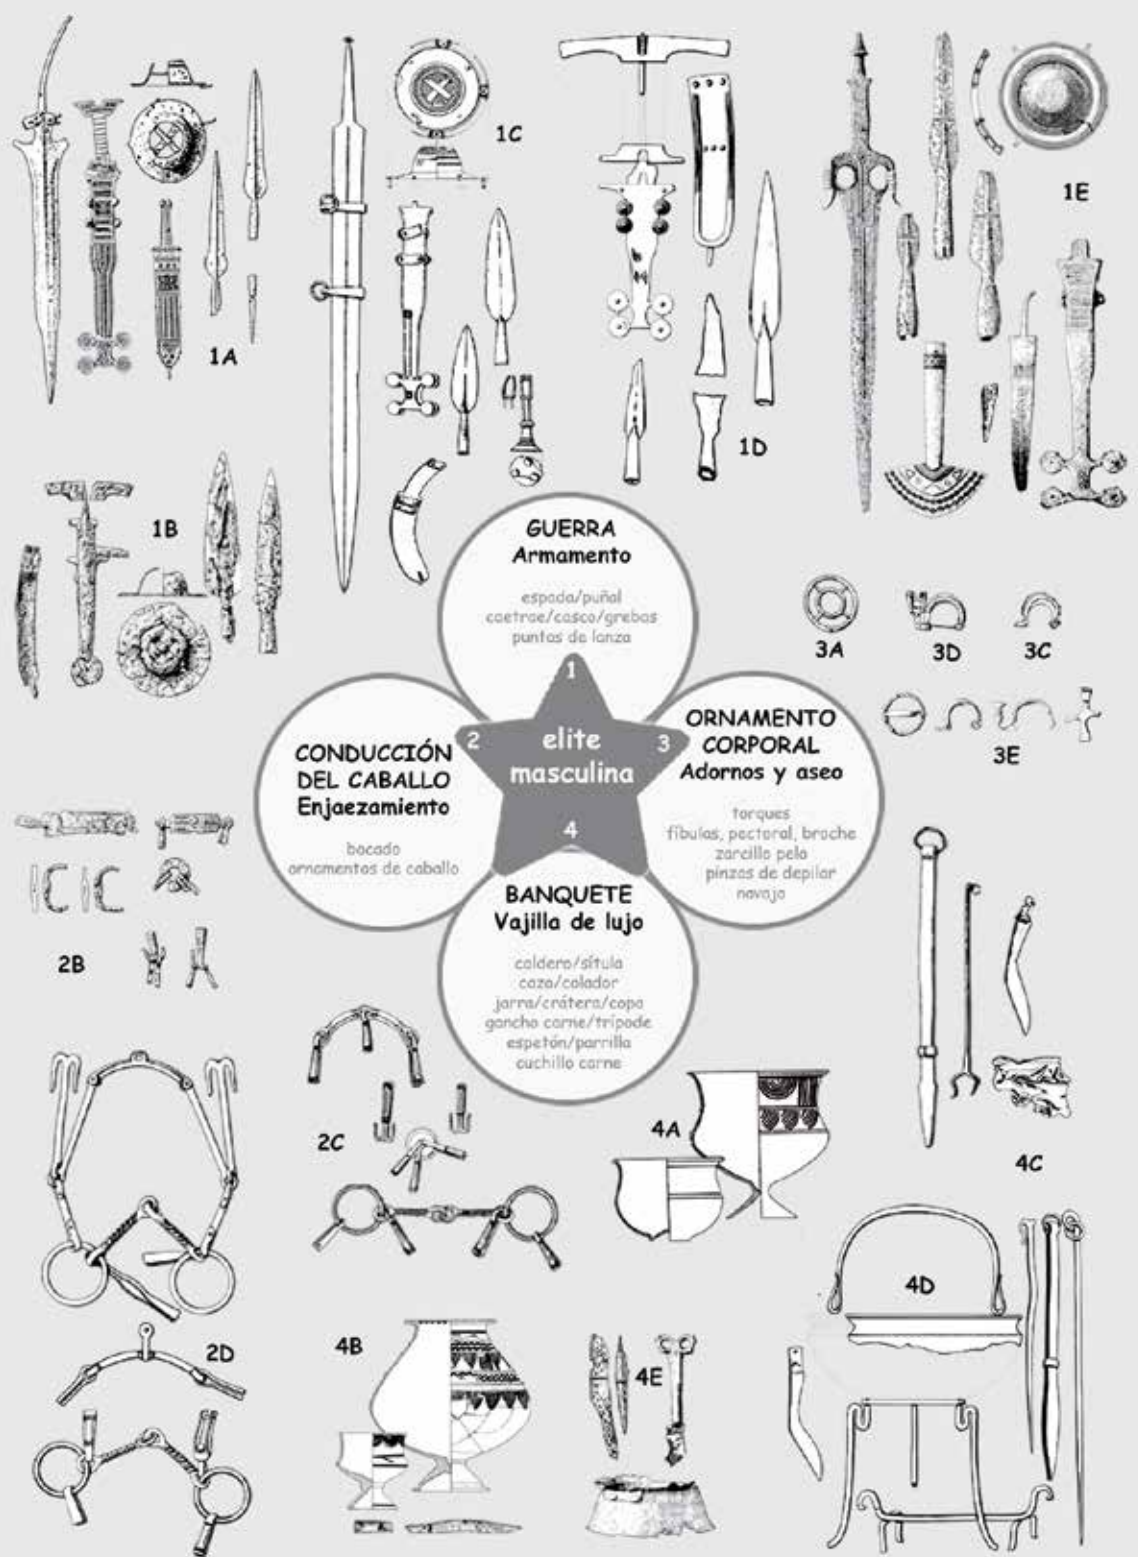 1A
1C
1D
1E
1B
GUERRA
Armamento
espada/puñal
caetrae/casco/grebas
puntas de lanza
1
elite
masculina
2
3
4
CONDUCCIÓN
DEL CABALLO
Enjaezamiento
bocado
ornamentos de caballo
ORNAMENTO
CORPORAL
Adornos y aseo
torques
fíbulas, pectoral, broche
zarcillo pelo
pinzas de depilar
navaja
BANQUETE
Vajilla de lujo
caldero/sítula
cazo/colador
jarra/crátera/copa
gancho carne/trípode
espetón/parrilla
cuchillo carne
3A
3D
3C
3E
2B
2C
2D
4A
4C
4D
4B
4E